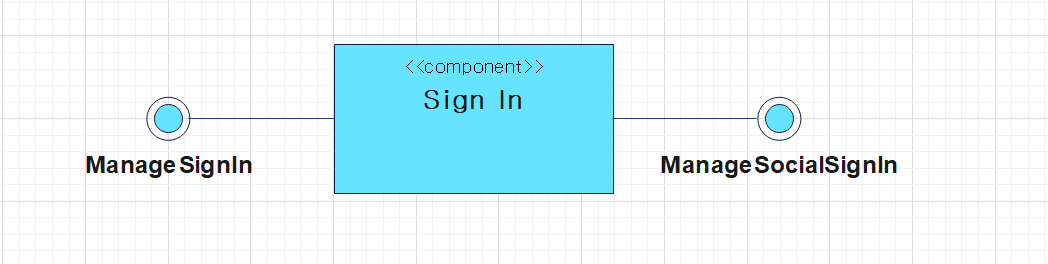 <<component>>
Sign In
ManageSignIn
ManageSocialSignIn